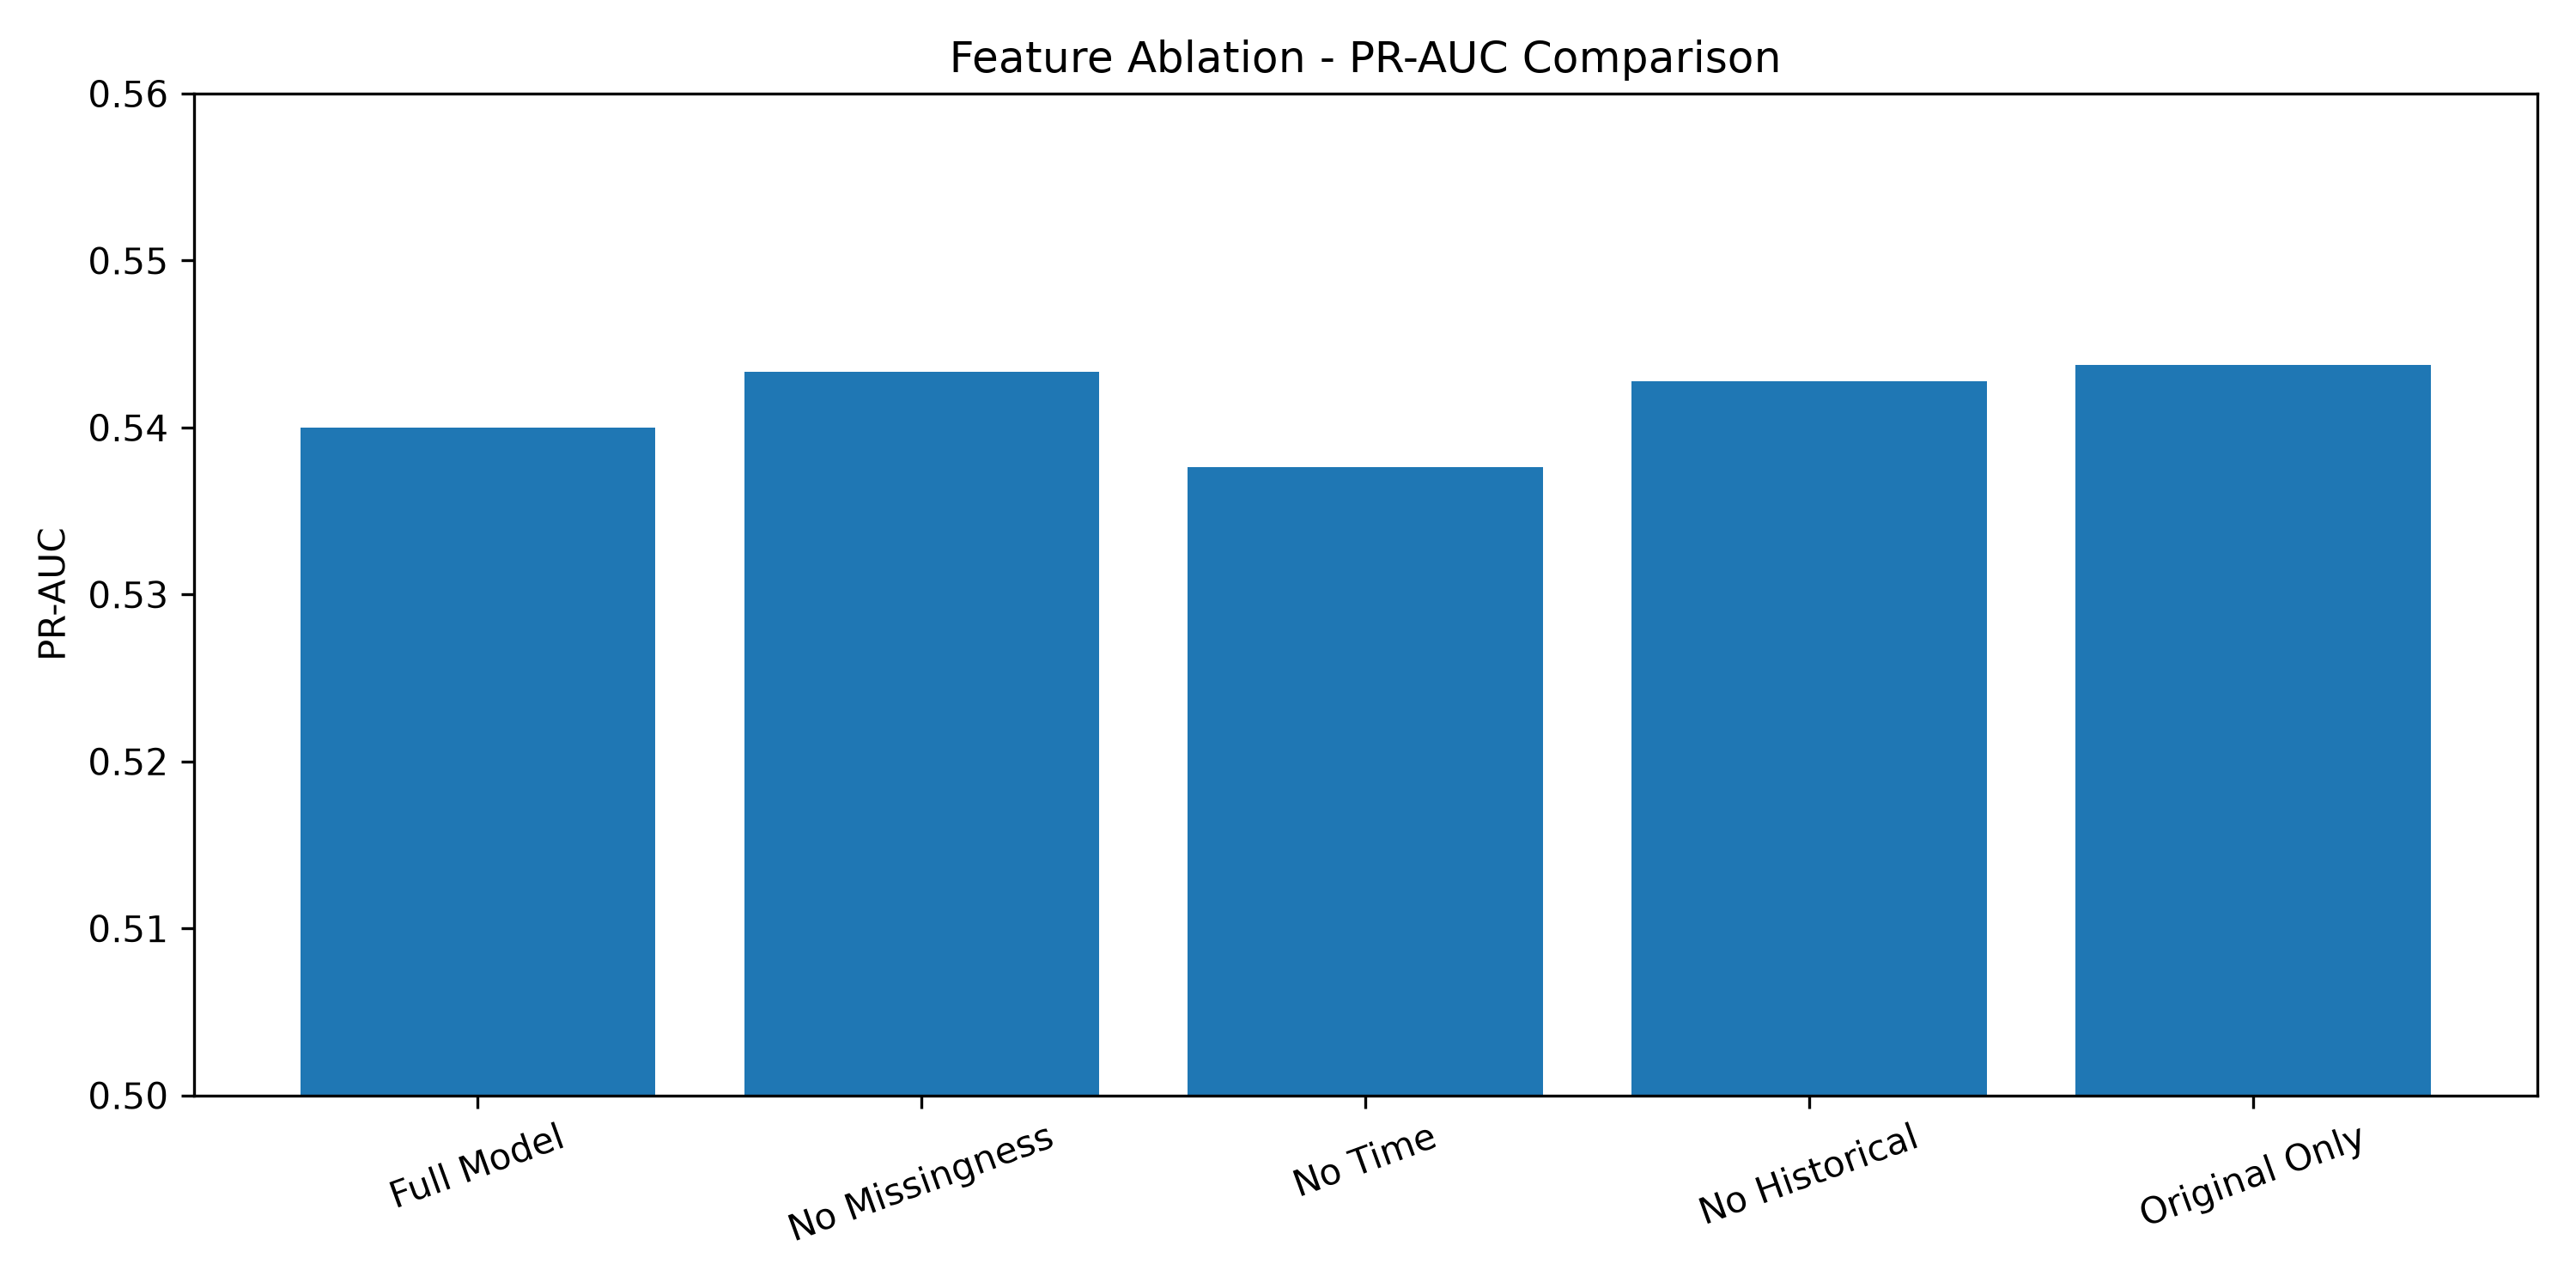 Feature Ablation - PR-AUC Comparison
PR-AUC
0.56
0.55
0.54
0.53
0.52
0.51
0.50
Full Model
No Missingness
No Time
No Historical
Original Only